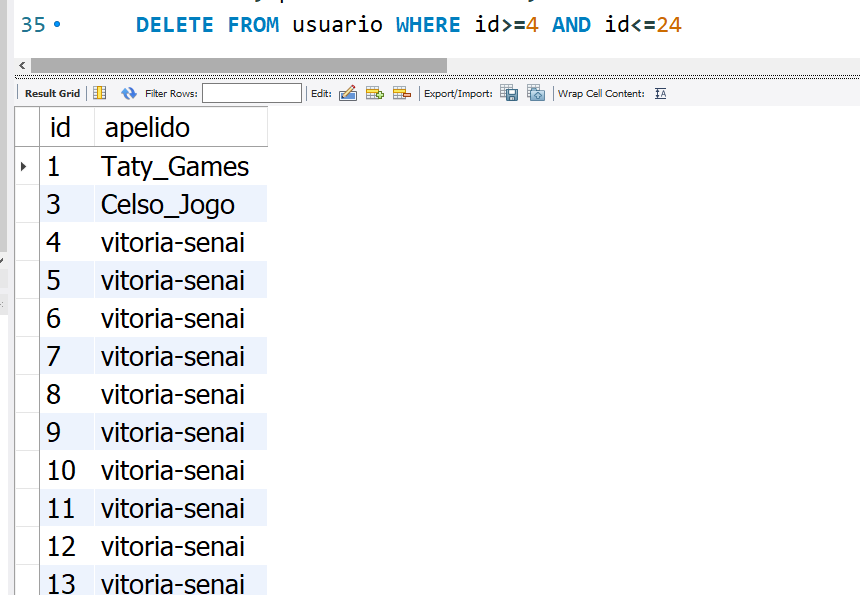 35 DELETE FROM usuario WHERE id>=4 AND id<=24
Result Grid Filter Rows: Edit: Export/Import: Wrap Cell Content:
id apelido
1 Taty_Games
3 Celso_Jogo
4 vitoria-senai
5 vitoria-senai
6 vitoria-senai
7 vitoria-senai
8 vitoria-senai
9 vitoria-senai
10 vitoria-senai
11 vitoria-senai
12 vitoria-senai
13 vitoria-senai